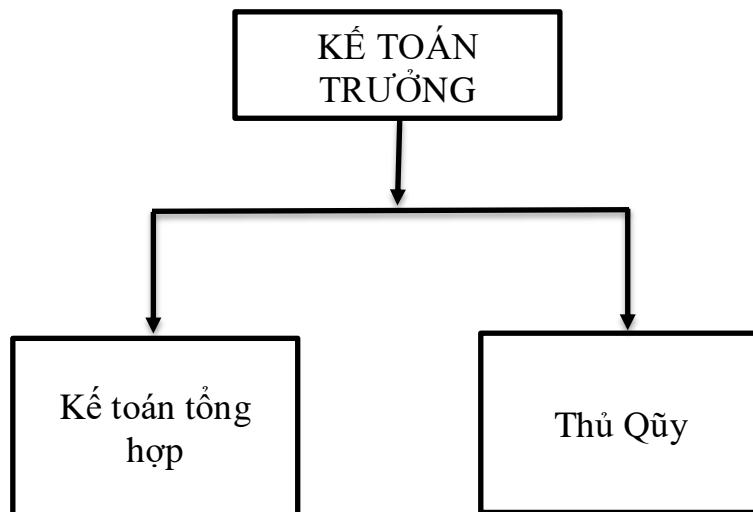 KẾ TOÁN
TRƯỞNG
Kế toán tổng
hợp
Thủ Qũy